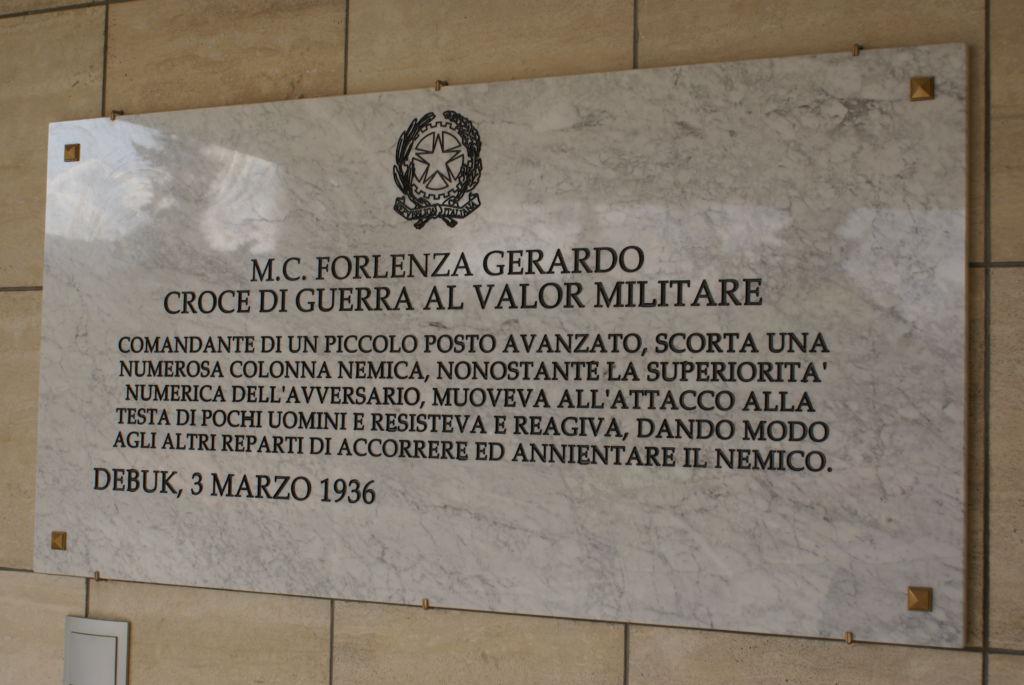 REPVBBLICA ITALIANA
M.C. FORLENZA GERARDO
CROCE DI GUERRA AL VALOR MILITARE
COMANDANTE DI UN PICCOLO POSTO AVANZATO, SCORTA UNA
NUMEROSA COLONNA NEMICA, NONOSTANTE LA SUPERIORITA'
NUMERICA DELL'AVVERSARIO, MUOVEVA ALL'ATTACCO ALLA
TESTA DI POCHI UOMINI E RESISTEVA E REAGIVA, DANDO MODO
AGLI ALTRI REPARTI DI ACCORRERE ED ANNIENTARE IL NEMICO.
DEBUK, 3 MARZO 1936